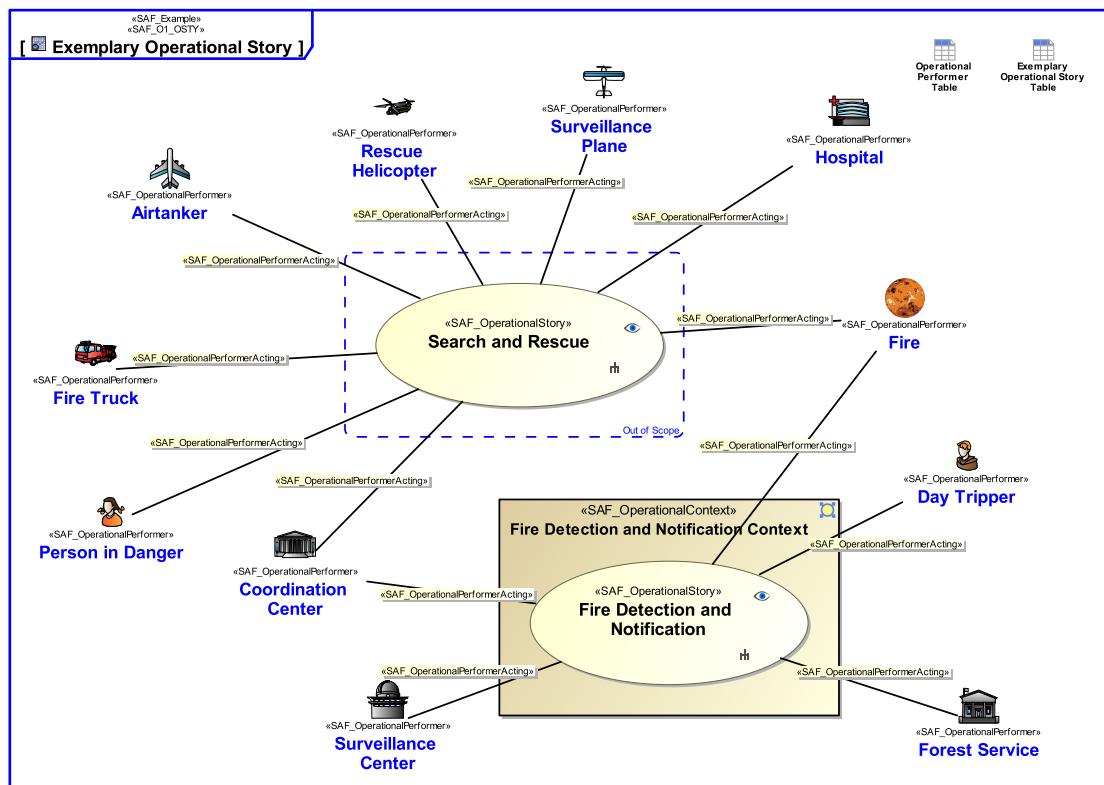 «SAF_Example»
«SAF_O1_OSTY»
[ Exemplary Operational Story ]
Operational
Performer
Table
Exemplary
Operational Story
Table
«SAF_OperationalPerformer»
Surveillance
Plane
«SAF_OperationalPerformer»
Rescue
Helicopter
«SAF_OperationalPerformer»
Hospital
«SAF_OperationalPerformer»
Airtanker
«SAF_OperationalPerformerActing»
«SAF_OperationalPerformerActing»
«SAF_OperationalPerformerActing»
«SAF_OperationalPerformerActing»
«SAF_OperationalStory»
Search and Rescue
Out of Scope
«SAF_OperationalPerformerActing»
«SAF_OperationalPerformer»
Fire
«SAF_OperationalPerformerActing»
«SAF_OperationalPerformer»
Fire Truck
«SAF_OperationalPerformerActing»
«SAF_OperationalPerformerActing»
«SAF_OperationalPerformerActing»
«SAF_OperationalPerformer»
Day Tripper
«SAF_OperationalPerformer»
Person in Danger
«SAF_OperationalContext»
Fire Detection and Notification Context
«SAF_OperationalPerformerActing»
«SAF_OperationalPerformer»
Coordination
Center
«SAF_OperationalPerformerActing»
«SAF_OperationalStory»
Fire Detection and
Notification
«SAF_OperationalPerformerActing»
«SAF_OperationalPerformerActing»
«SAF_OperationalPerformer»
Surveillance
Center
«SAF_OperationalPerformer»
Forest Service